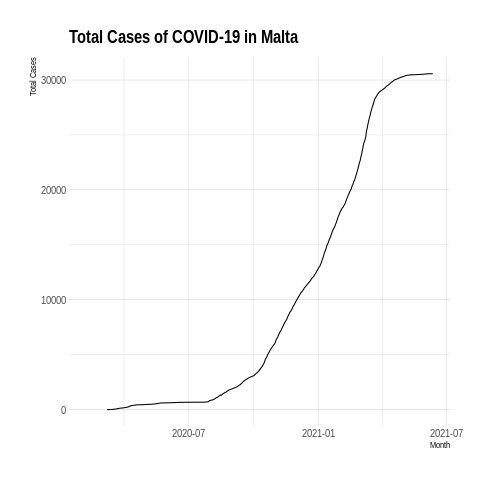 Total Cases of COVID-19 in Malta
Total Cases
30000
20000
10000
0
2020-07
2021-01
2021-07
Month